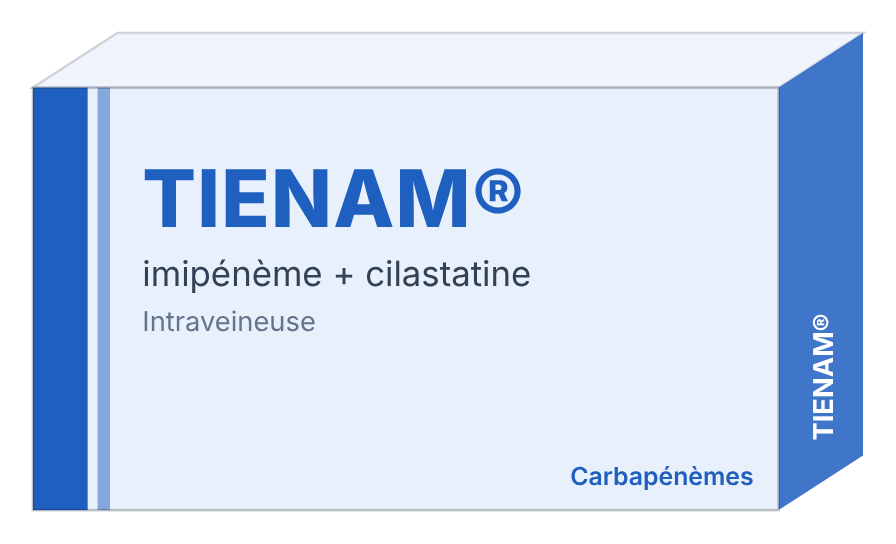 TIENAM®
imipénème + cilastatine
Intraveineuse
Carbapénèmes
TIENAM®